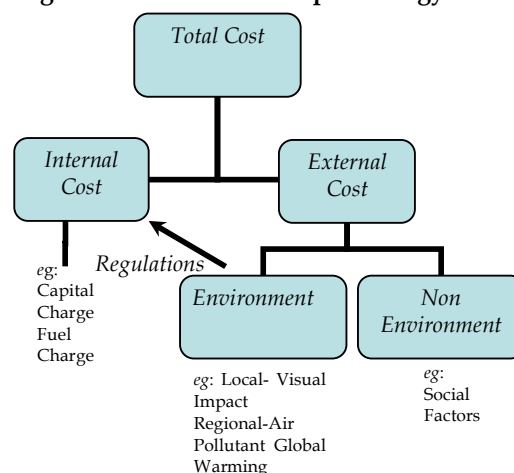 Total Cost
Internal
Cost
External
Cost
Regulations
eg:
Capital
Charge
Fuel
Charge
Environment
Non
Environment
eg: Local- Visual
Impact
Regional-Air
Pollutant Global
Warming
eg:
Social
Factors